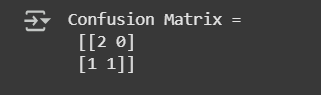 Confusion Matrix =
[[2 0]
[1 1]]